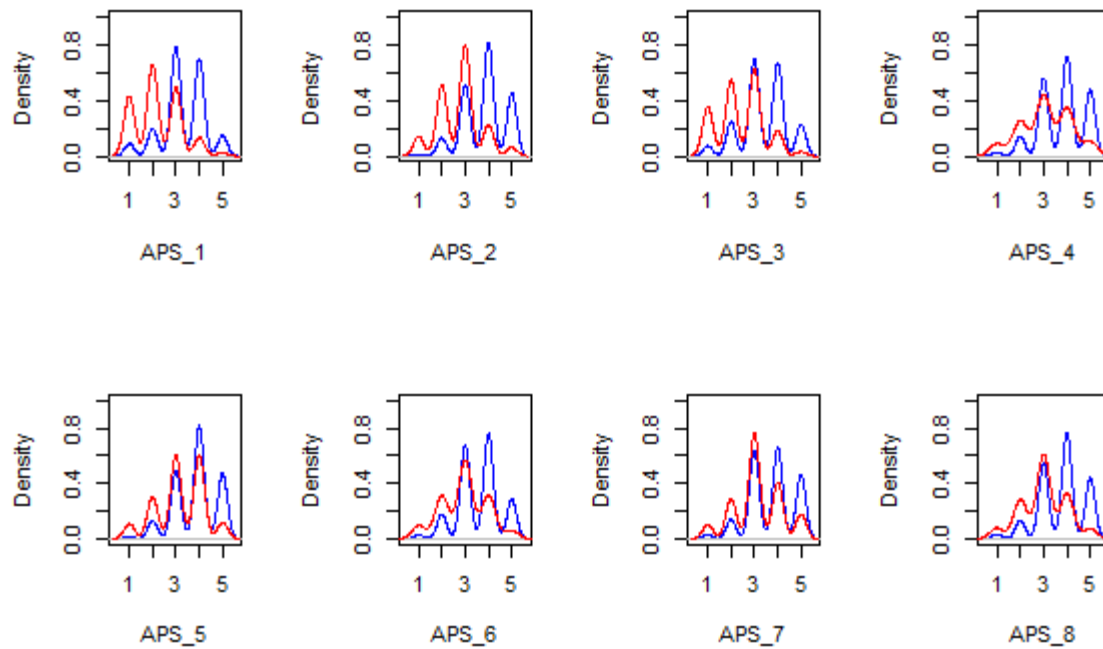 Density 0.0 0.4 0.8 1 3 5 APS_1
Density 0.0 0.4 0.8 1 3 5 APS_2
Density 0.0 0.4 0.8 1 3 5 APS_3
Density 0.0 0.4 0.8 1 3 5 APS_4
Density 0.0 0.4 0.8 1 3 5 APS_5
Density 0.0 0.4 0.8 1 3 5 APS_6
Density 0.0 0.4 0.8 1 3 5 APS_7
Density 0.0 0.4 0.8 1 3 5 APS_8